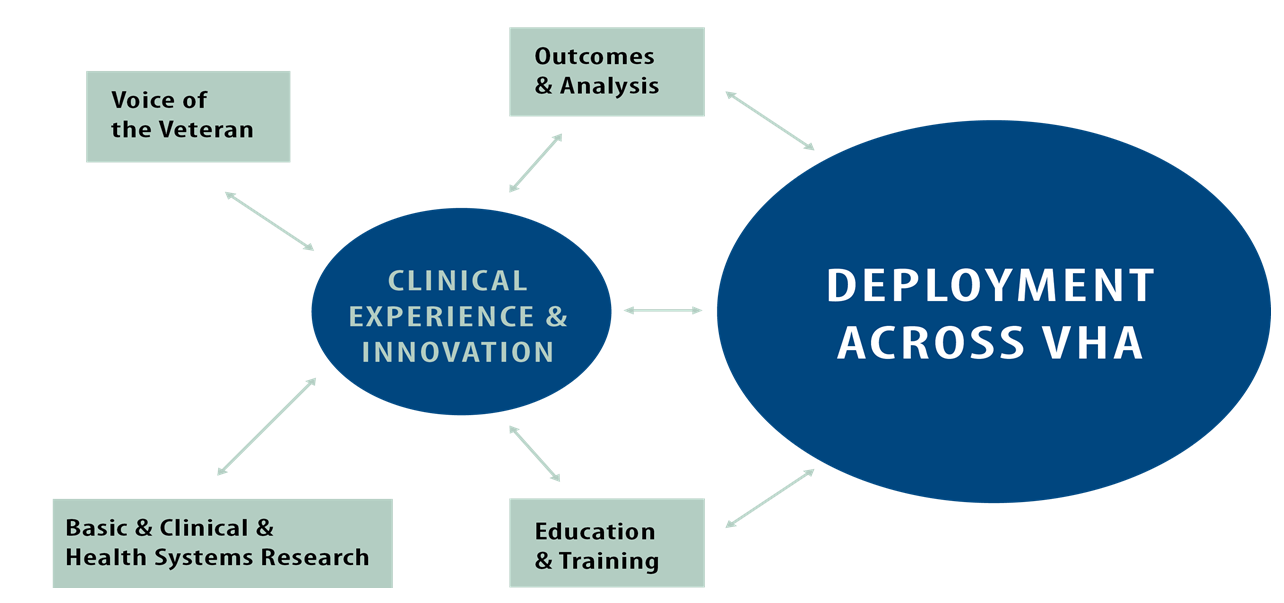 Outcomes
& Analysis
Voice of
the Veteran
CLINICAL
EXPERIENCE &
INNOVATION
DEPLOYMENT
ACROSS VHA
Basic & Clinical &
Health Systems Research
Education
& Training